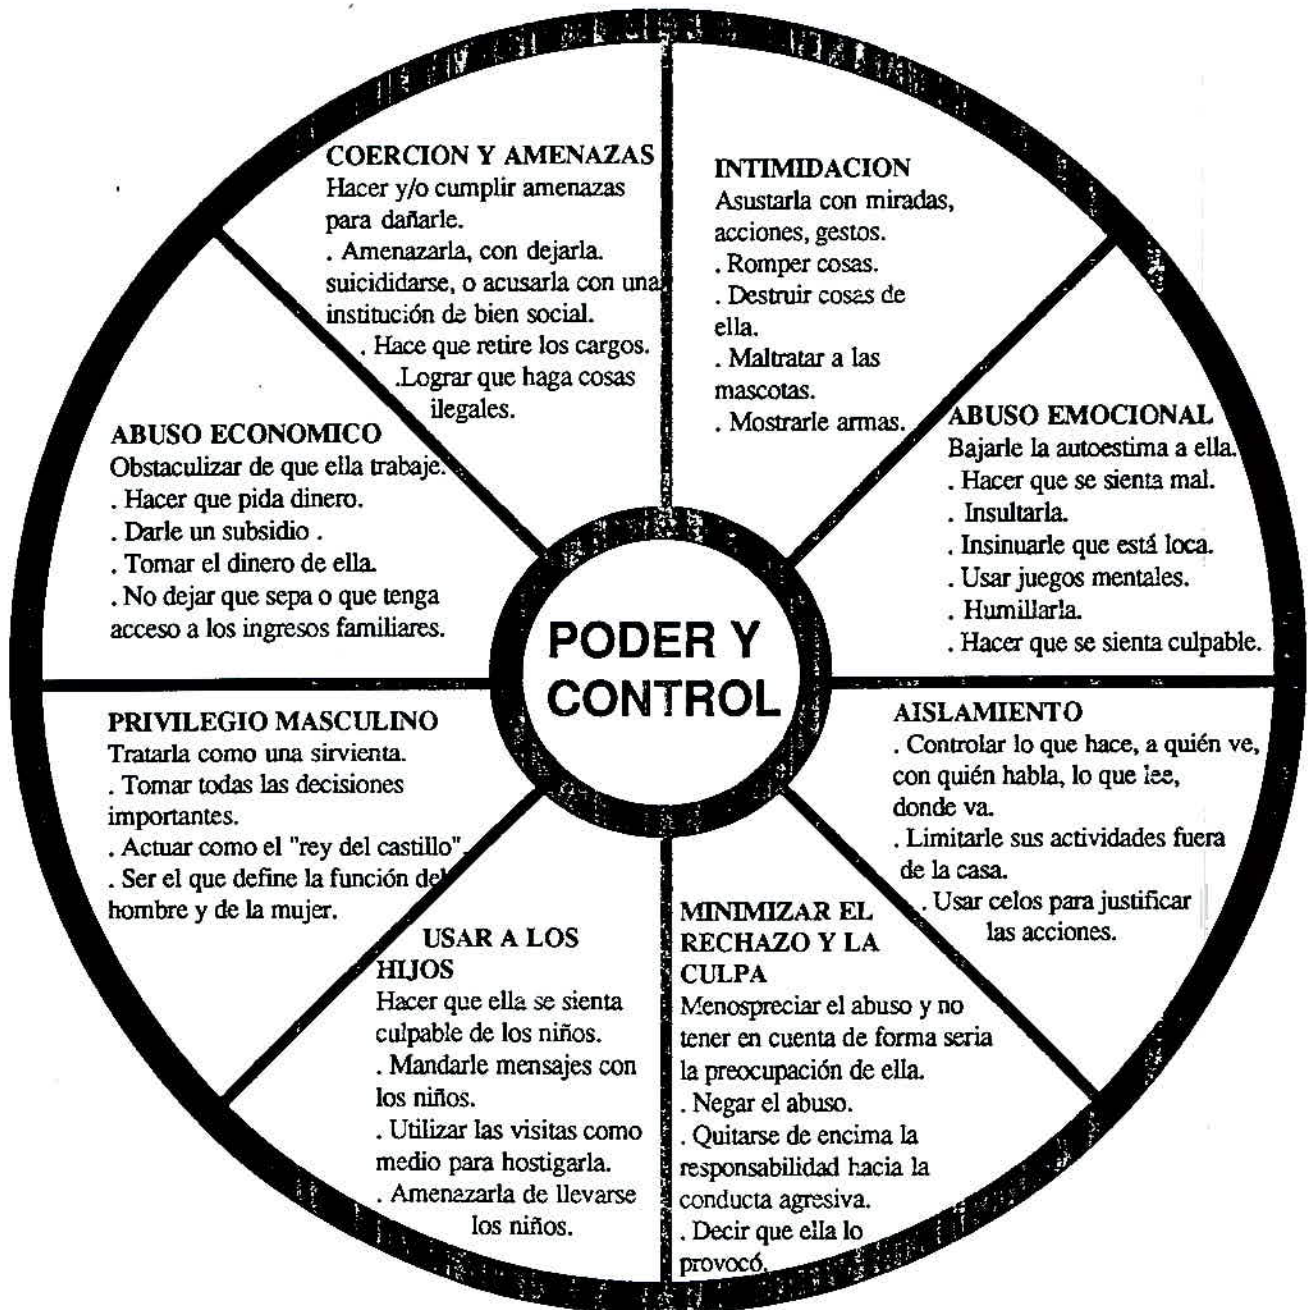 COERCION Y AMENAZAS
Hacer y/o cumplir amenazas
para dañarle.
. Amenazarla, con dejarla.
suicididarse, o acusarla con una
institución de bien social.
. Hace que retire los cargos.
.Lograr que haga cosas
ilegales.
INTIMIDACION
Asustarla con miradas,
acciones, gestos.
. Romper cosas.
. Destruir cosas de
ella.
. Maltratar a las
mascotas.
. Mostrarle armas.
ABUSO EMOCIONAL
Bajarle la autoestima a ella.
. Hacer que se sienta mal.
. Insultarla.
. Insinuarle que está loca.
. Usar juegos mentales.
. Humillarla.
. Hacer que se sienta culpable.
ABUSO ECONOMICO
Obstaculizar de que ella trabaje.
. Hacer que pida dinero.
. Darle un subsidio .
. Tomar el dinero de ella.
. No dejar que sepa o que tenga
acceso a los ingresos familiares.
PODER Y
CONTROL
PRIVILEGIO MASCULINO
Tratarla como una sirvienta.
. Tomar todas las decisiones
importantes.
. Actuar como el "rey del castillo".
. Ser el que define la función del
hombre y de la mujer.
AISLAMIENTO
. Controlar lo que hace, a quién ve,
con quién habla, lo que lee,
donde va.
. Limitarle sus actividades fuera
de la casa.
. Usar celos para justificar
las acciones.
USAR A LOS
HIJOS
Hacer que ella se sienta
culpable de los niños.
. Mandarle mensajes con
los niños.
. Utilizar las visitas como
medio para hostigarla.
. Amenazarla de llevarse
los niños.
MINIMIZAR EL
RECHAZO Y LA
CULPA
Menospreciar el abuso y no
tener en cuenta de forma seria
la preocupación de ella.
. Negar el abuso.
. Quitarse de encima la
responsabilidad hacia la
conducta agresiva.
. Decir que ella lo
provocó.